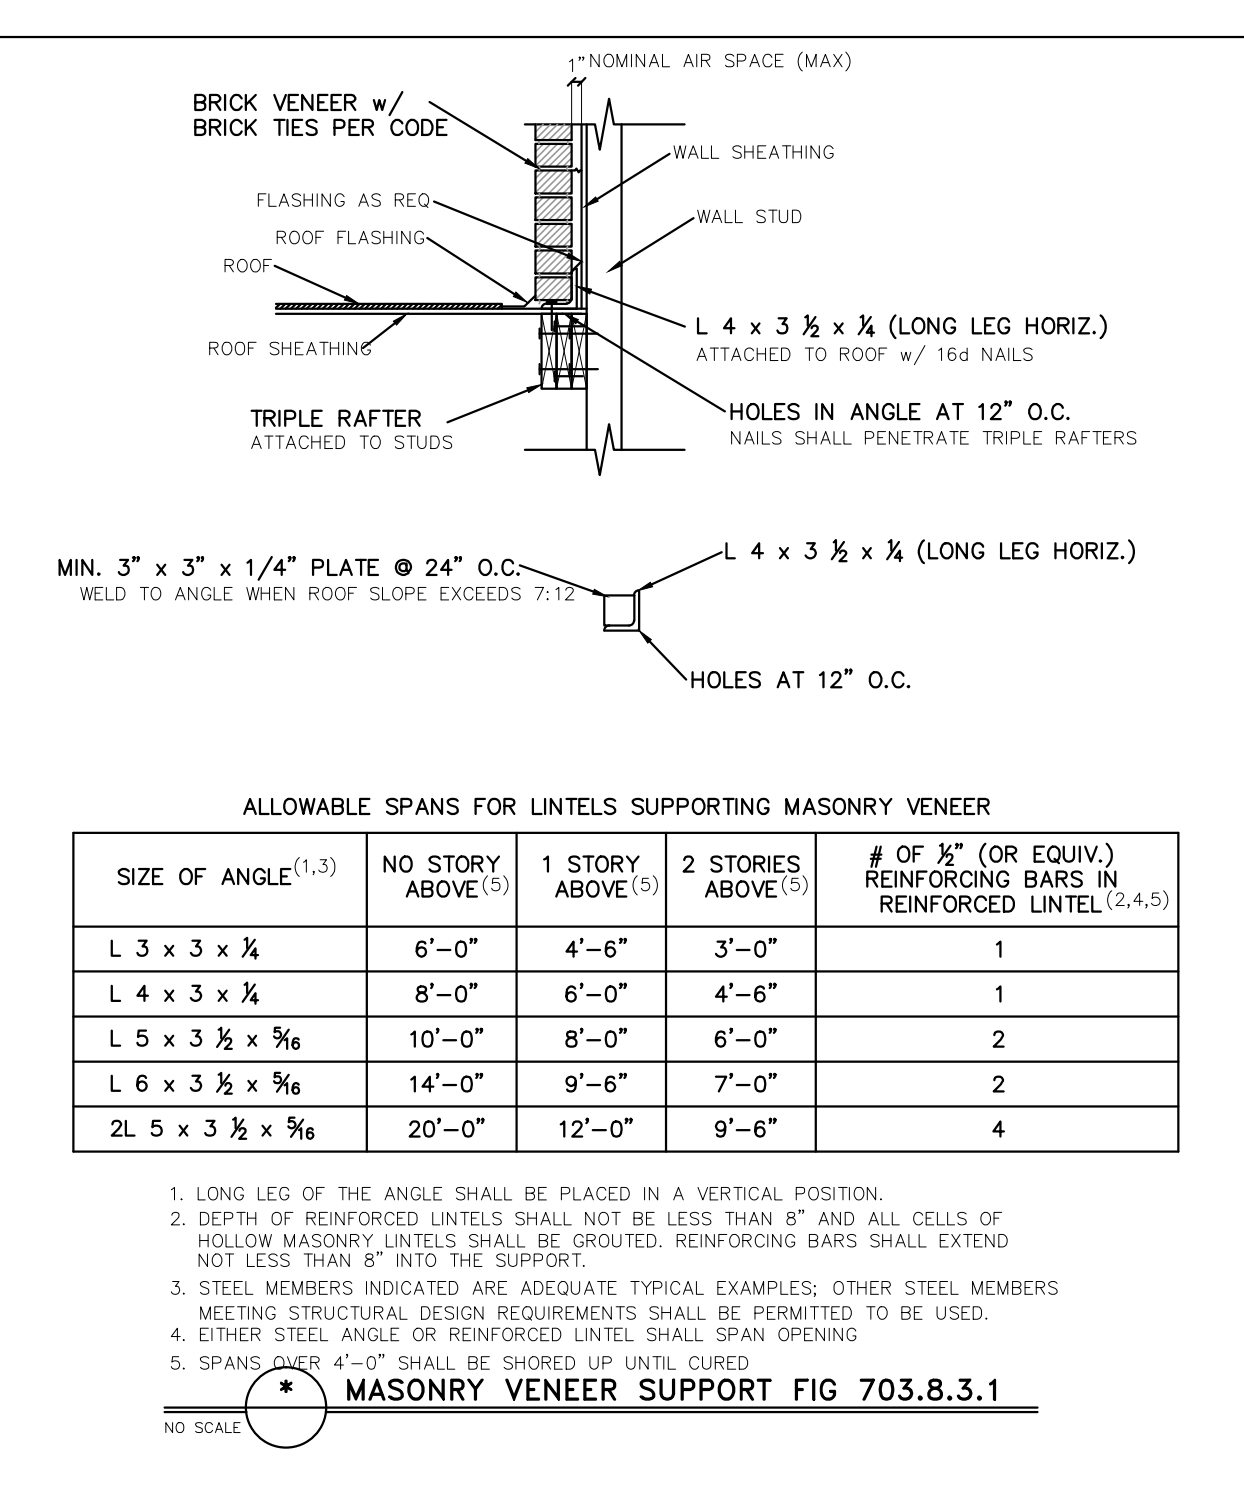 1" NOMINAL AIR SPACE (MAX)
BRICK VENEER w/
BRICK TIES PER CODE
WALL SHEATHING
FLASHING AS REQ
WALL STUD
ROOF FLASHING
ROOF
L 4 x 3 ½ x ¼ (LONG LEG HORIZ.)
ATTACHED TO ROOF w/ 16d NAILS
ROOF SHEATHING
HOLES IN ANGLE AT 12" O.C.
NAILS SHALL PENETRATE TRIPLE RAFTERS
TRIPLE RAFTER
ATTACHED TO STUDS
L 4 x 3 ½ x ¼ (LONG LEG HORIZ.)
MIN. 3" x 3" x 1/4" PLATE @ 24" O.C.
WELD TO ANGLE WHEN ROOF SLOPE EXCEEDS 7:12
HOLES AT 12" O.C.
ALLOWABLE SPANS FOR LINTELS SUPPORTING MASONRY VENEER
SIZE OF ANGLE(1,3)
NO STORY
ABOVE(5)
1 STORY
ABOVE(5)
2 STORIES
ABOVE(5)
# OF ½" (OR EQUIV.)
REINFORCING BARS IN
REINFORCED LINTEL(2,4,5)
L 3 x 3 x ¼ 6'-0" 4'-6" 3'-0" 1
L 4 x 3 x ¼ 8'-0" 6'-0" 4'-6" 1
L 5 x 3 ½ x 5/16 10'-0" 8'-0" 6'-0" 2
L 6 x 3 ½ x 5/16 14'-0" 9'-6" 7'-0" 2
2L 5 x 3 ½ x 5/16 20'-0" 12'-0" 9'-6" 4
1. LONG LEG OF THE ANGLE SHALL BE PLACED IN A VERTICAL POSITION.
2. DEPTH OF REINFORCED LINTELS SHALL NOT BE LESS THAN 8" AND ALL CELLS OF
HOLLOW MASONRY LINTELS SHALL BE GROUTED. REINFORCING BARS SHALL EXTEND
NOT LESS THAN 8" INTO THE SUPPORT.
3. STEEL MEMBERS INDICATED ARE ADEQUATE TYPICAL EXAMPLES; OTHER STEEL MEMBERS
MEETING STRUCTURAL DESIGN REQUIREMENTS SHALL BE PERMITTED TO BE USED.
4. EITHER STEEL ANGLE OR REINFORCED LINTEL SHALL SPAN OPENING
5. SPANS OVER 4'-0" SHALL BE SHORED UP UNTIL CURED
* MASONRY VENEER SUPPORT FIG 703.8.3.1
NO SCALE